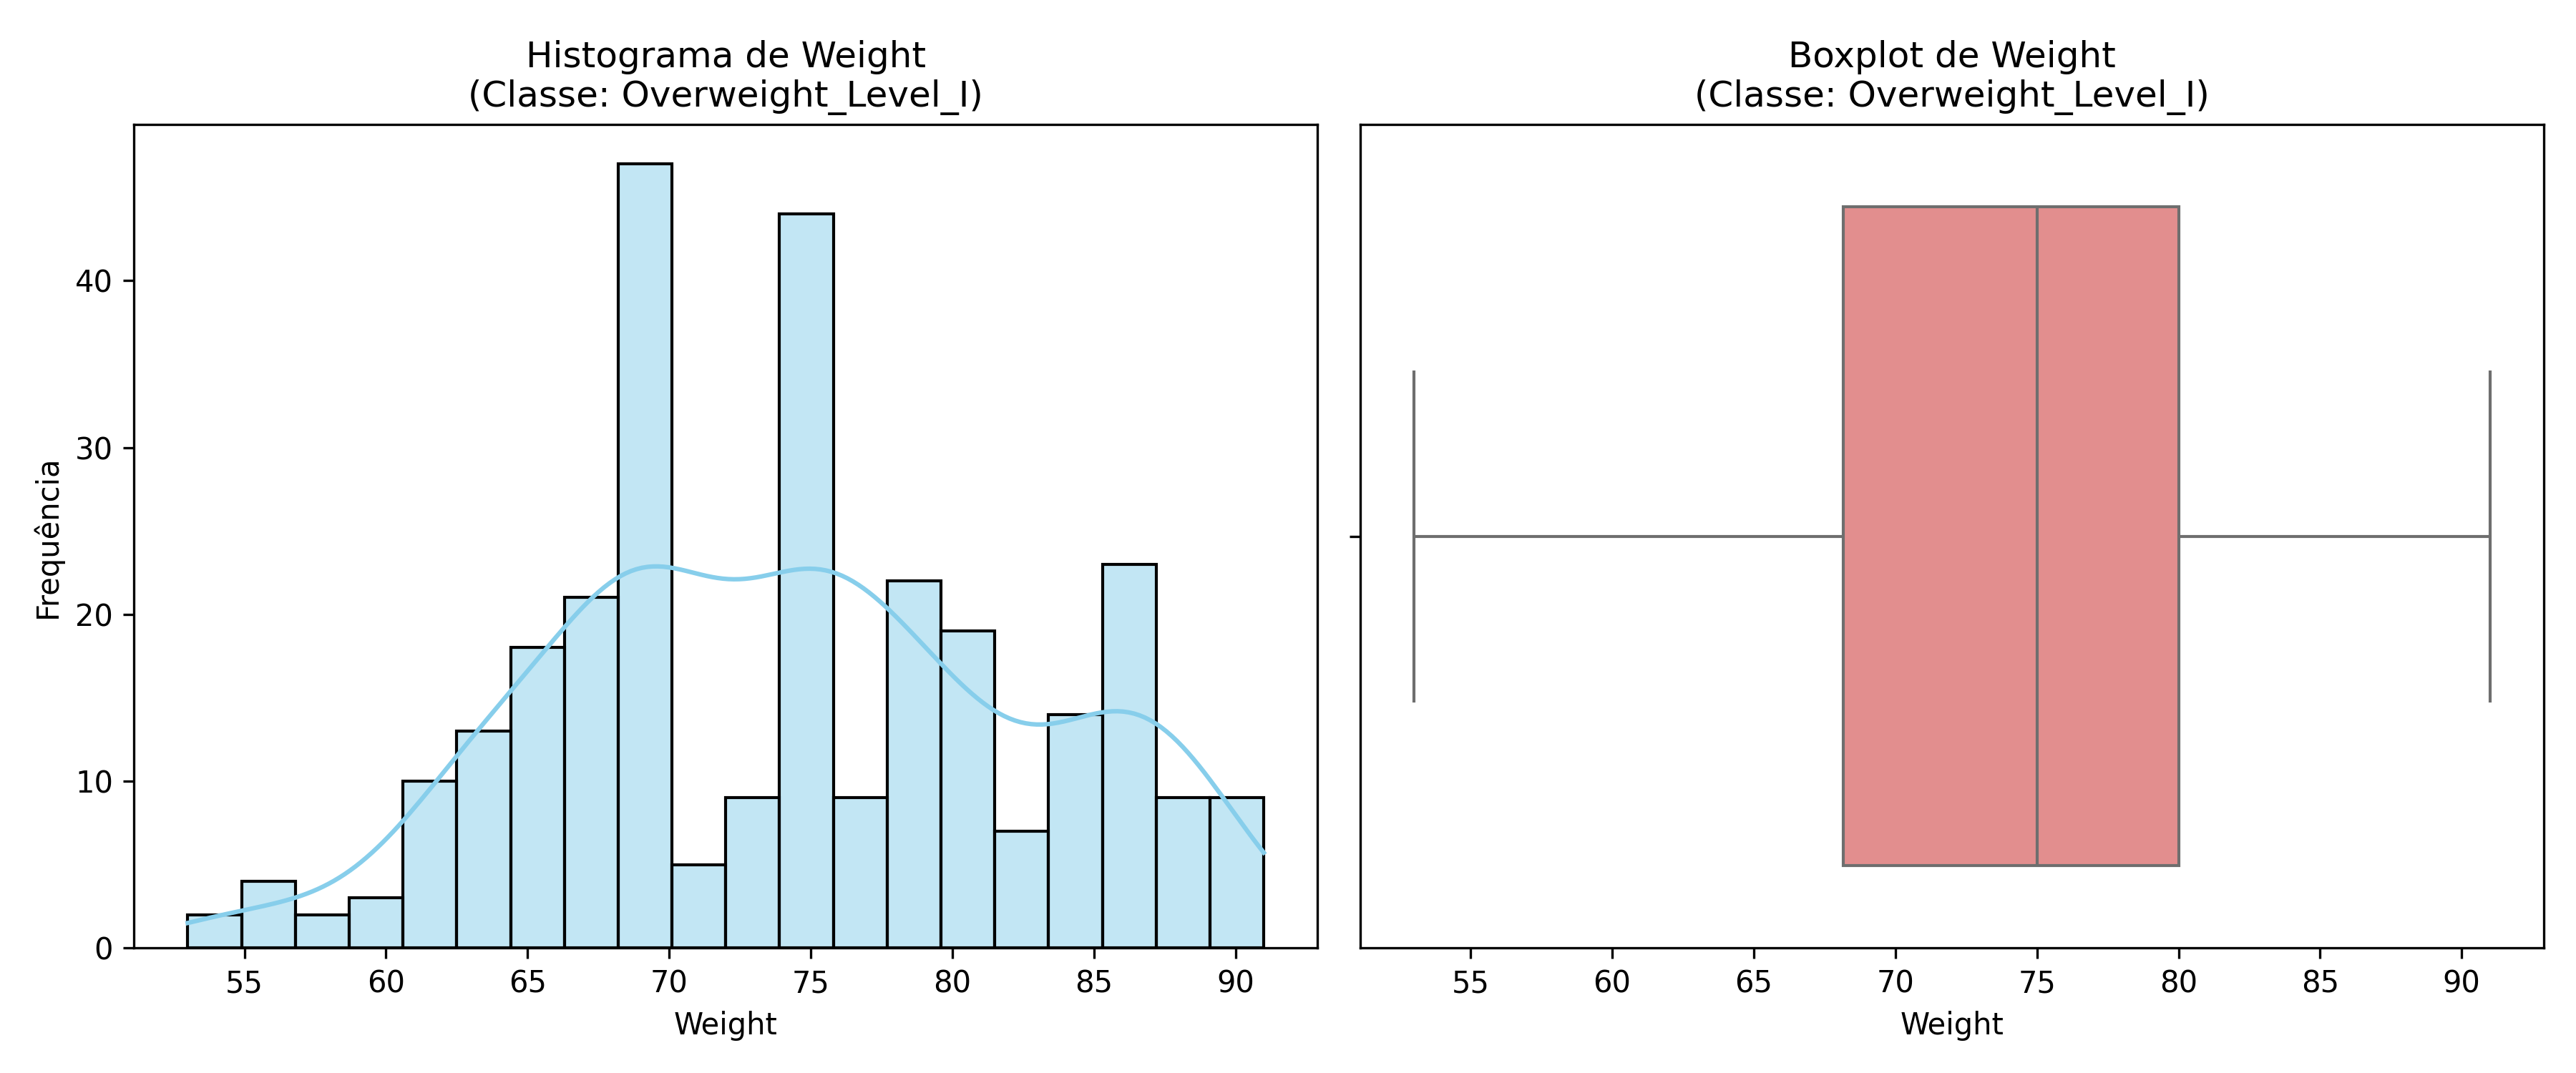 Histograma de Weight
(Classe: Overweight_Level_I)
Frequência
40
30
20
10
0
55 60 65 70 75 80 85 90
Weight
Boxplot de Weight
(Classe: Overweight_Level_I)
55 60 65 70 75 80 85 90
Weight